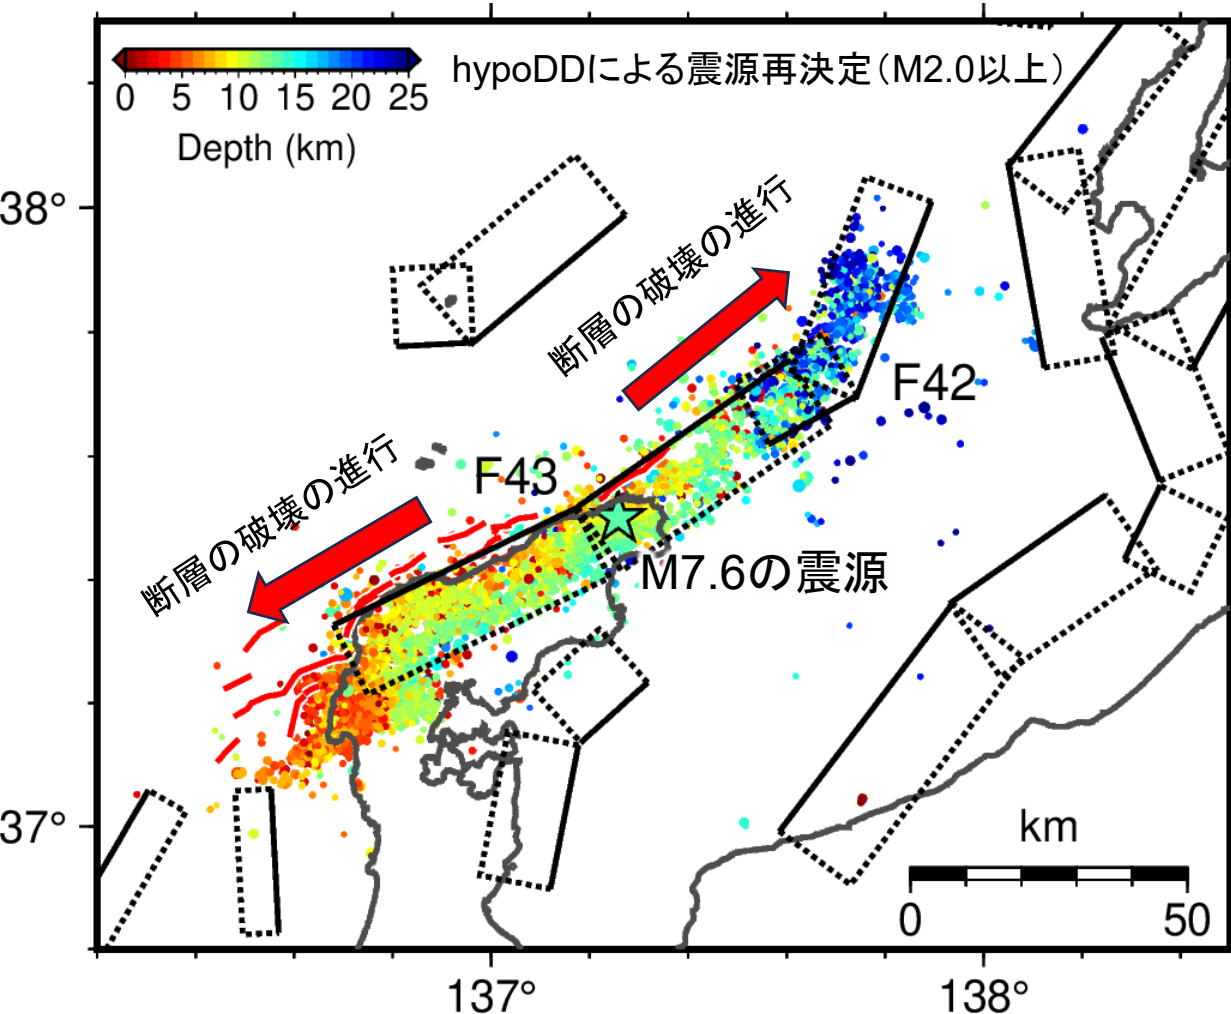 hypoDDによる震源再決定（M2.0以上）
0 5 10 15 20 25
Depth (km)
38°
断層の破壊の進行
F42
F43
断層の破壊の進行
M7.6の震源
37°
km
0 50
137° 138°